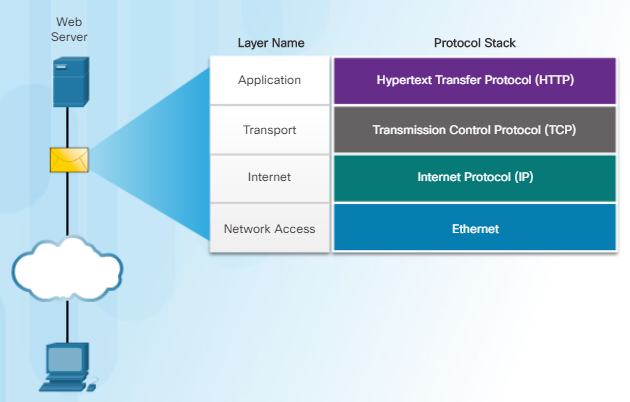 Web
Server
Layer Name
Protocol Stack
Application
Hypertext Transfer Protocol (HTTP)
Transport
Transmission Control Protocol (TCP)
Internet
Internet Protocol (IP)
Network Access
Ethernet